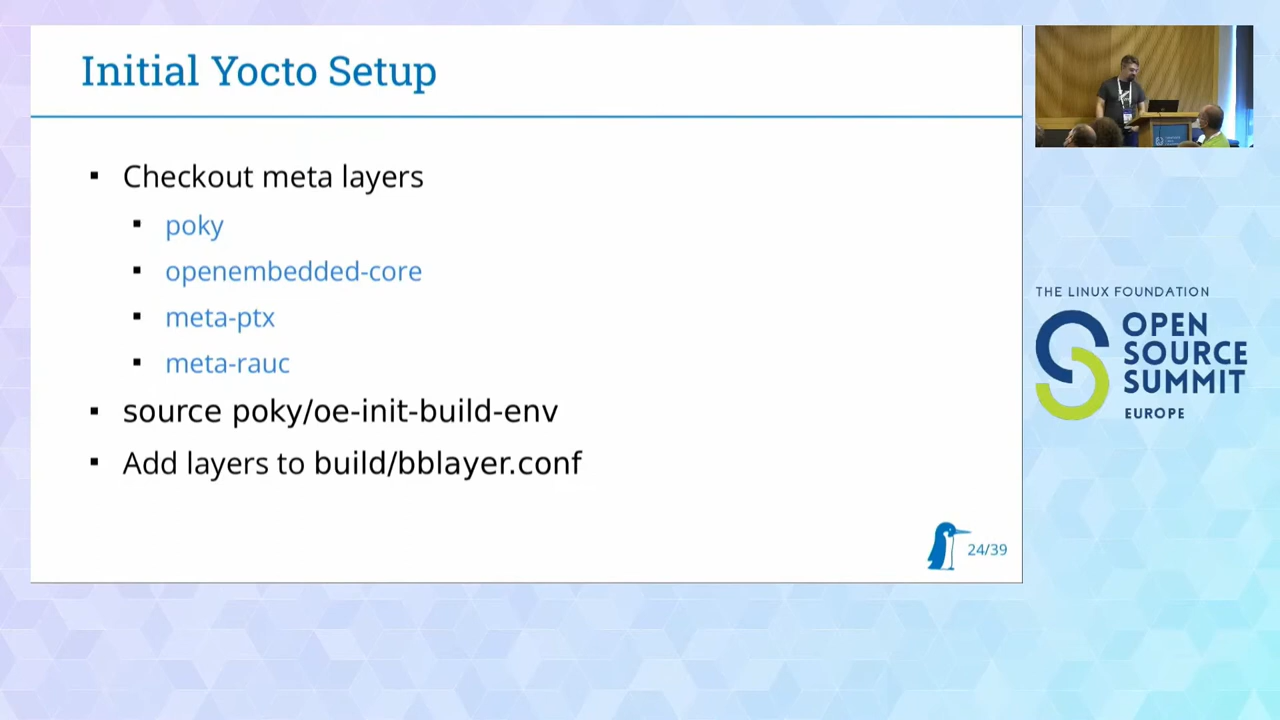 Initial Yocto Setup
Checkout meta layers
poky
openembedded-core
meta-ptx
meta-rauc
source poky/oe-init-build-env
Add layers to build/bblayer.conf
24/39
THE LINUX FOUNDATION
OPEN
SOURCE
SUMMIT
EUROPE